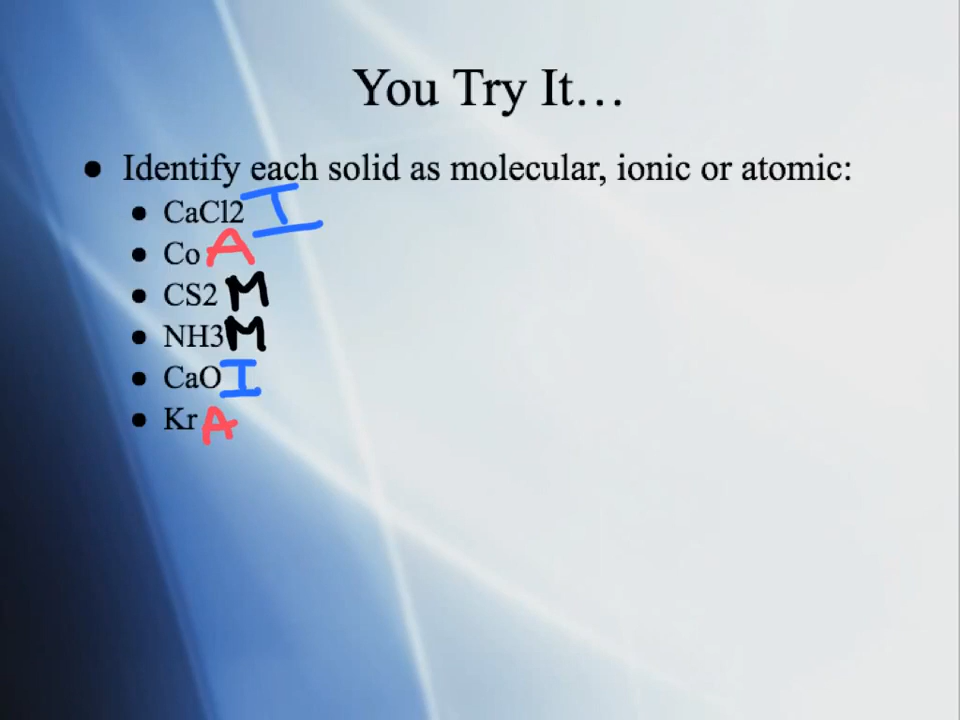 You Try It…
• Identify each solid as molecular, ionic or atomic:
• CaCl2 I
• Co A
• CS2 M
• NH3 M
• CaO I
• Kr A